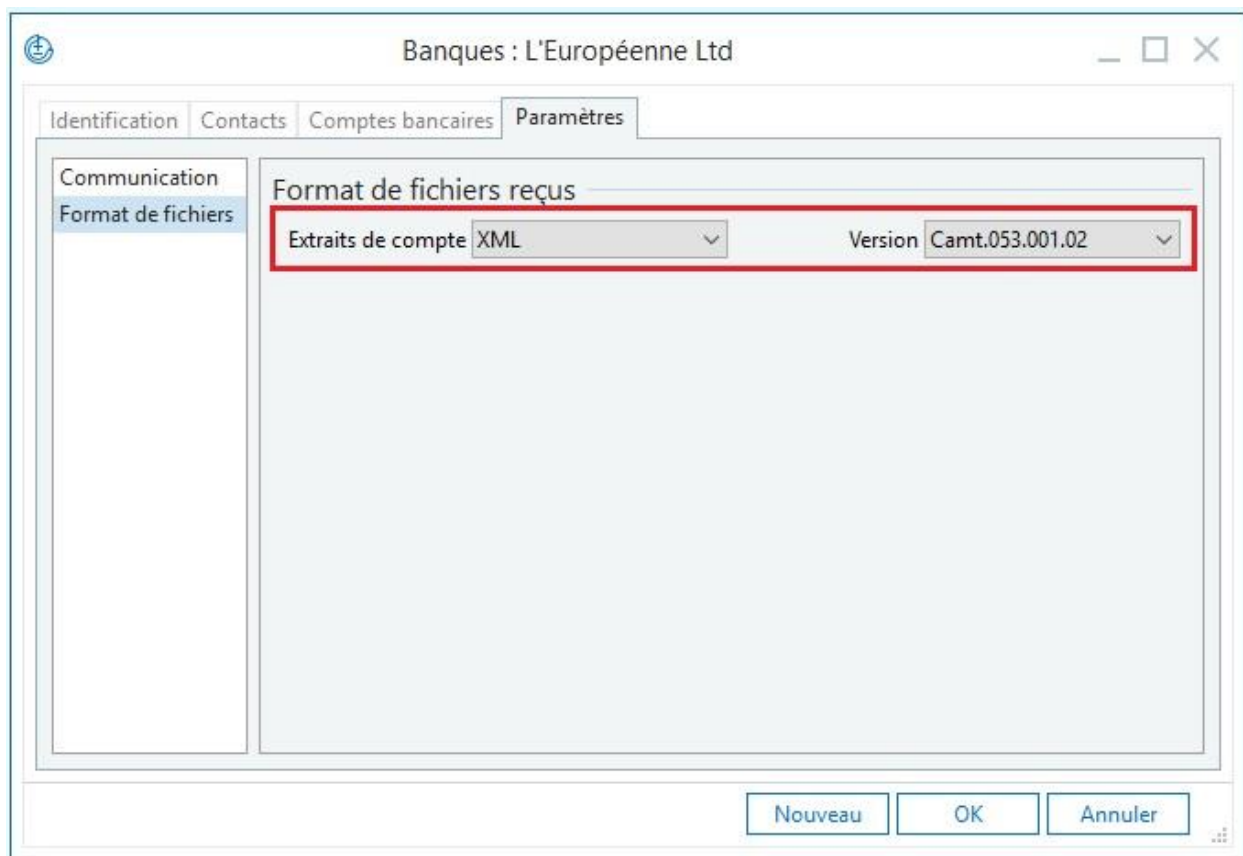 Banques : L'Européenne Ltd
Identification Contacts Comptes bancaires Paramètres
Communication
Format de fichiers
Format de fichiers reçus
Extraits de compte XML Version Camt.053.001.02
Nouveau OK Annuler